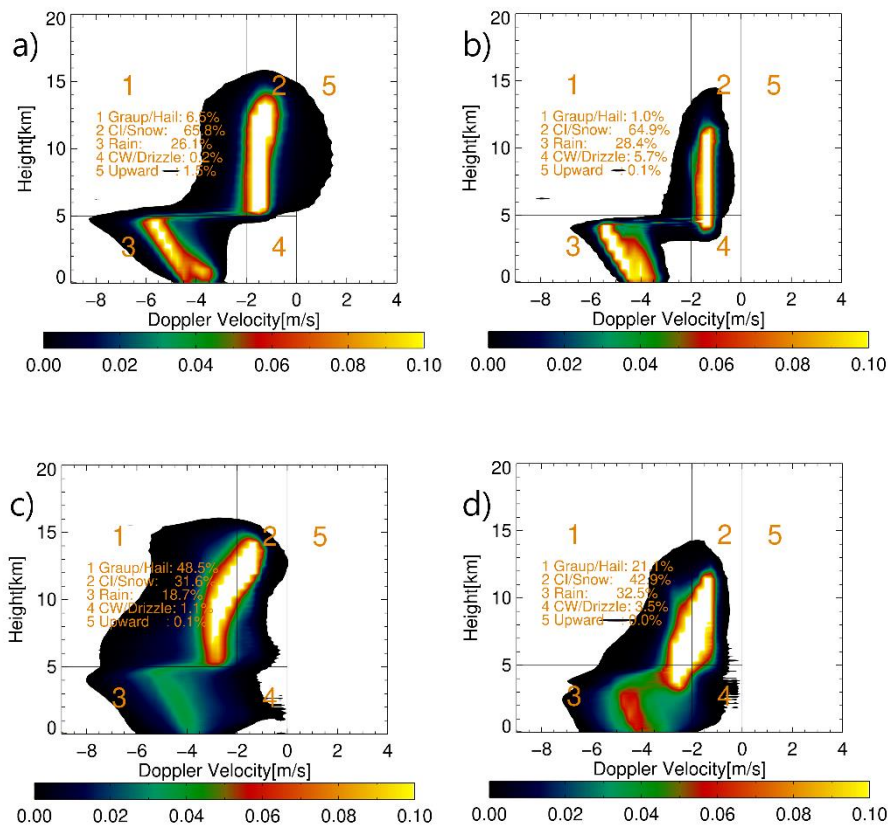 a)
Height[km]
20
15
10
5
0
1
2
5
1 Graup/Hail: 6.5%
2 CI/Snow: 65.8%
3 Rain: 26.1%
4 CW/Drizzle: 0.2%
5 Upward : 1.5%
3
4
−8 −6 −4 −2 0 2 4
Doppler Velocity[m/s]
0.00 0.02 0.04 0.06 0.08 0.10
b)
Height[km]
20
15
10
5
0
1
2
5
1 Graup/Hail: 1.0%
2 CI/Snow: 64.9%
3 Rain: 28.4%
4 CW/Drizzle: 5.7%
5 Upward : 0.1%
3
4
−8 −6 −4 −2 0 2 4
Doppler Velocity[m/s]
0.00 0.02 0.04 0.06 0.08 0.10
c)
Height[km]
20
15
10
5
0
1
2
5
1 Graup/Hail: 48.5%
2 CI/Snow: 31.6%
3 Rain: 18.7%
4 CW/Drizzle: 1.1%
5 Upward : 0.1%
3
4
−8 −6 −4 −2 0 2 4
Doppler Velocity[m/s]
0.00 0.02 0.04 0.06 0.08 0.10
d)
Height[km]
20
15
10
5
0
1
2
5
1 Graup/Hail: 21.1%
2 CI/Snow: 42.9%
3 Rain: 32.5%
4 CW/Drizzle: 3.5%
5 Upward : 0.0%
3
4
−8 −6 −4 −2 0 2 4
Doppler Velocity[m/s]
0.00 0.02 0.04 0.06 0.08 0.10